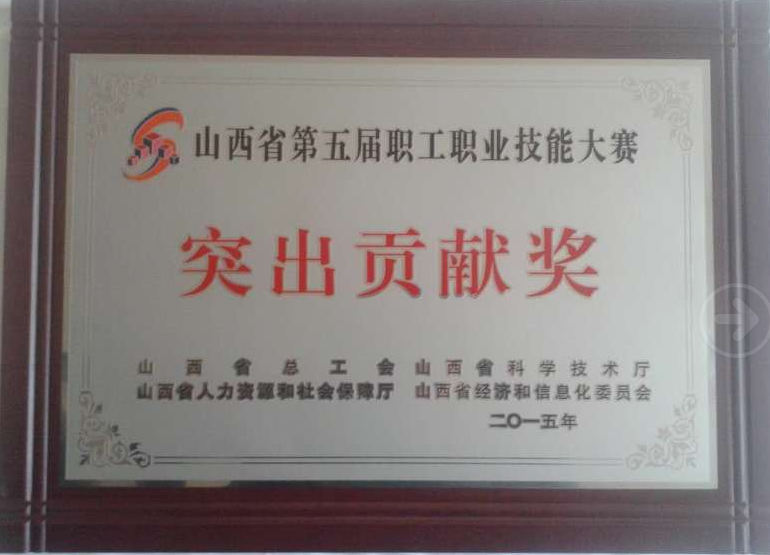 山西省第五届职工职业技能大赛
突出贡献奖
山西省总工会 山西省科学技术厅
山西省人力资源和社会保障厅 山西省经济和信息化委员会
二〇一五年